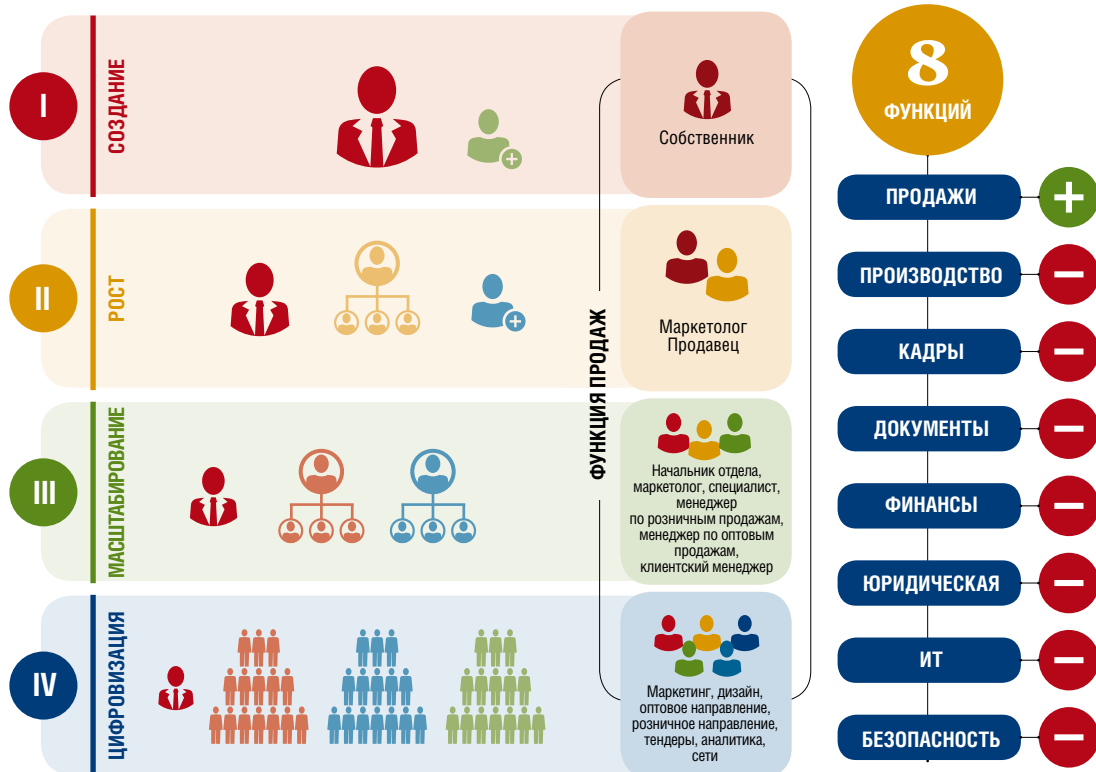 I
СОЗДАНИЕ
Собственник
II
РОСТ
Маркетолог
Продавец
III
МАСШТАБИРОВАНИЕ
Начальник отдела,
маркетолог, специалист,
менеджер
по розничным продажам,
менеджер по оптовым
продажам,
клиентский менеджер
IV
ЦИФРОВИЗАЦИЯ
Маркетинг, дизайн,
оптовое направление,
розничное направление,
тендеры, аналитика,
сети
ФУНКЦИЯ ПРОДАЖ
8
ФУНКЦИЙ
ПРОДАЖИ
ПРОИЗВОДСТВО
КАДРЫ
ДОКУМЕНТЫ
ФИНАНСЫ
ЮРИДИЧЕСКАЯ
ИТ
БЕЗОПАСНОСТЬ